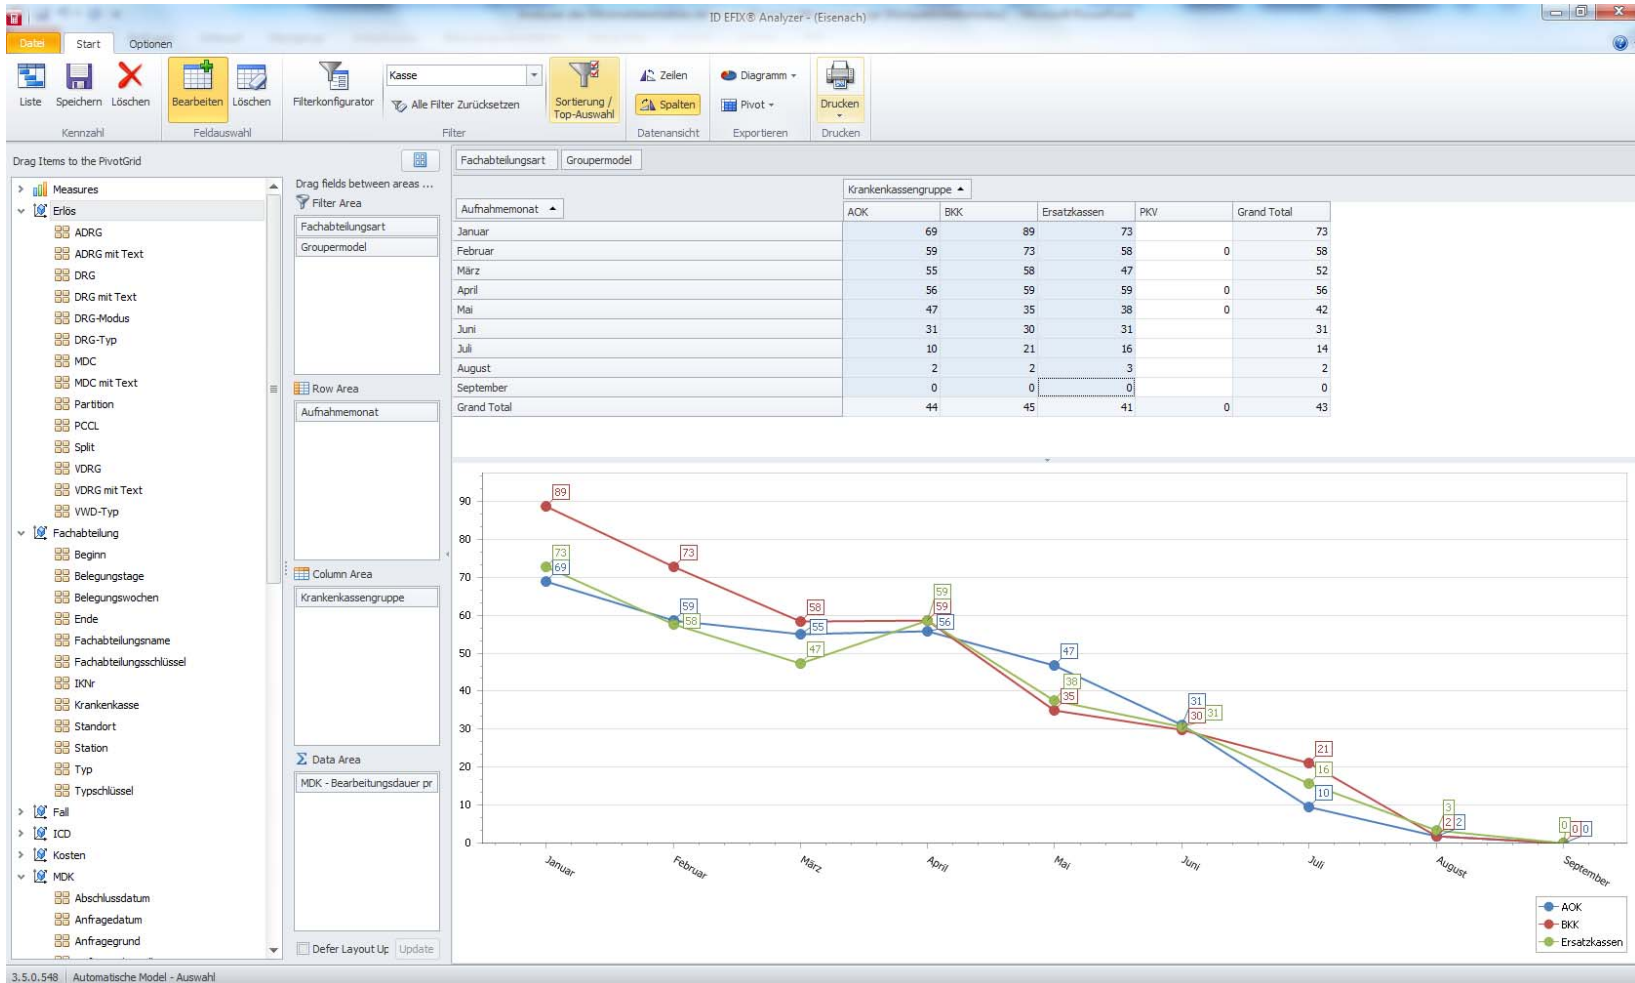 ID EFIX® Analyzer - (Eisenach)
Datei Start Optionen
Liste Speichern Löschen Bearbeiten Löschen Filterkonfigurator Kasse Alle Filter Zurücksetzen Sortierung / Top-Auswahl Zeilen Spalten Diagramm Pivot Drucken
Kennzahl Feldauswahl Filter Datenansicht Exportieren Drucken
Drag Items to the PivotGrid
Measures
Erlös
ADRG
ADRG mit Text
DRG
DRG mit Text
DRG-Modus
DRG-Typ
MDC
MDC mit Text
Partition
PCCL
Split
VDRG
VDRG mit Text
VWD-Typ
Fachabteilung
Beginn
Belegungstage
Belegungswochen
Ende
Fachabteilungsname
Fachabteilungsschlüssel
IKNr
Krankenkasse
Standort
Station
Typ
Typschlüssel
Fall
ICD
Kosten
MDK
Abschlussdatum
Anfragedatum
Anfragegrund
Drag fields between areas ...
Filter Area
Fachabteilungsart
Groupermodel
Row Area
Aufnahmemonat
Column Area
Krankenkassengruppe
Data Area
MDK - Bearbeitungsdauer pr
Defer Layout Up Update
Fachabteilungsart Groupermodel
Krankenkassengruppe
Aufnahmemonat AOK BKK Ersatzkassen PKV Grand Total
Januar 69 89 73 73
Februar 59 73 58 0 58
März 55 58 47 52
April 56 59 59 0 56
Mai 47 35 38 0 42
Juni 31 30 31 31
Juli 10 21 16 14
August 2 2 3 2
September 0 0 0 0
Grand Total 44 45 41 0 43
90
80
70
60
50
40
30
20
10
0
89
73
69
73
59
58
58
55
47
59
59
56
47
38
35
31
30
31
21
16
10
3
2
2
0
0
0
Januar Februar März April Mai Juni Juli August September
AOK
BKK
Ersatzkassen
3.5.0.548 Automatische Model - Auswahl